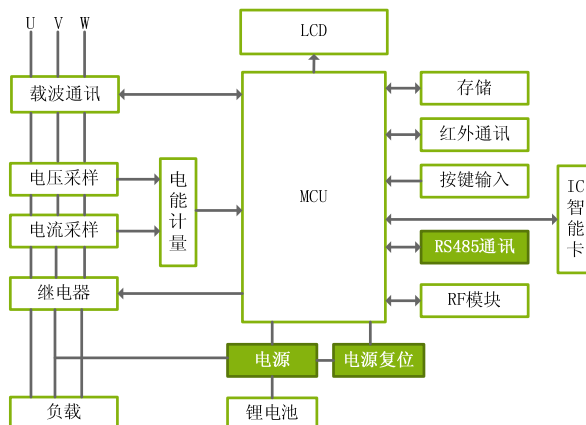 U V W
LCD
载波通讯
存储
红外通讯
电压采样
电能计量
MCU
按键输入
IC智能卡
电流采样
RS485通讯
继电器
RF模块
电源
电源复位
负载
锂电池